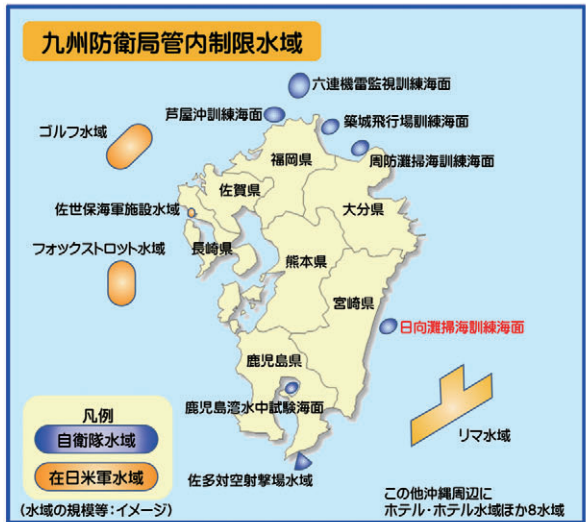 九州防衛局管内制限水域
六連機雷監視訓練海面
芦屋沖訓練海面
築城飛行場訓練海面
ゴルフ水域
周防灘掃海訓練海面
福岡県
佐賀県
大分県
佐世保海軍施設水域
長崎県
フォックストロット水域
熊本県
宮崎県
日向灘掃海訓練海面
鹿児島県
鹿児島湾水中試験海面
リマ水域
凡例
自衛隊水域
在日米軍水域
佐多対空射撃場水域
(水域の規模等:イメージ)
この他沖縄周辺に
ホテル・ホテル水域ほか8水域